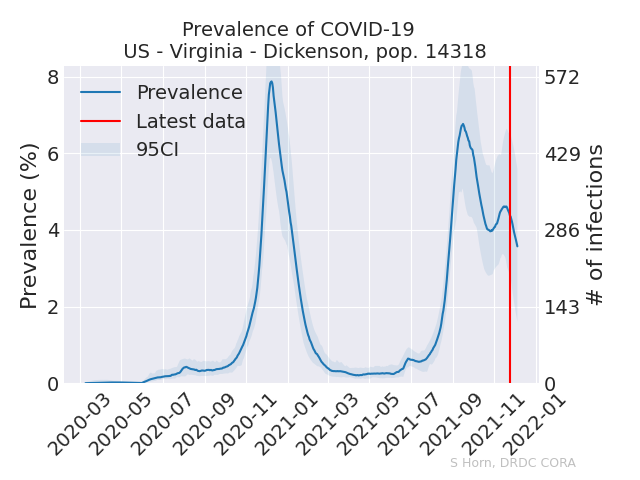 Prevalence of COVID-19
US - Virginia - Dickenson, pop. 14318
Prevalence
Latest data
95CI
Prevalence (%)
8
6
4
2
0
572
429
286
143
0
# of infections
2020-03
2020-05
2020-07
2020-09
2020-11
2021-01
2021-03
2021-05
2021-07
2021-09
2021-11
2022-01
S Horn, DRDC CORA